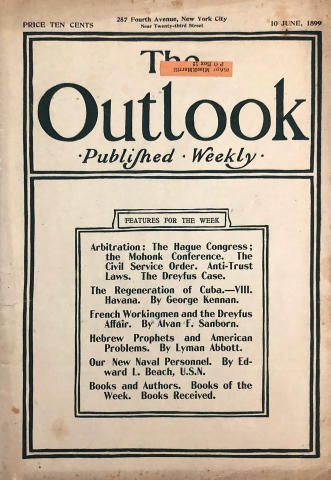 287 Fourth Avenue, New York City
PRICE TEN CENTS
Near Twenty-third Street
10 JUNE, 1899
The
Outlook
·Publiſhed·Weekly·
FEATURES FOR THE WEEK
Arbitration: The Hague Congress;
the Mohonk Conference. The
Civil Service Order. Anti-Trust
Laws. The Dreyfus Case.
The Regeneration of Cuba.—VIII.
Havana. By George Kennan.
French Workingmen and the Dreyfus
Affair. By Alvan F. Sanborn.
Hebrew Prophets and American
Problems. By Lyman Abbott.
Our New Naval Personnel. By Ed-
ward L. Beach, U.S.N.
Books and Authors. Books of the
Week. Books Received.